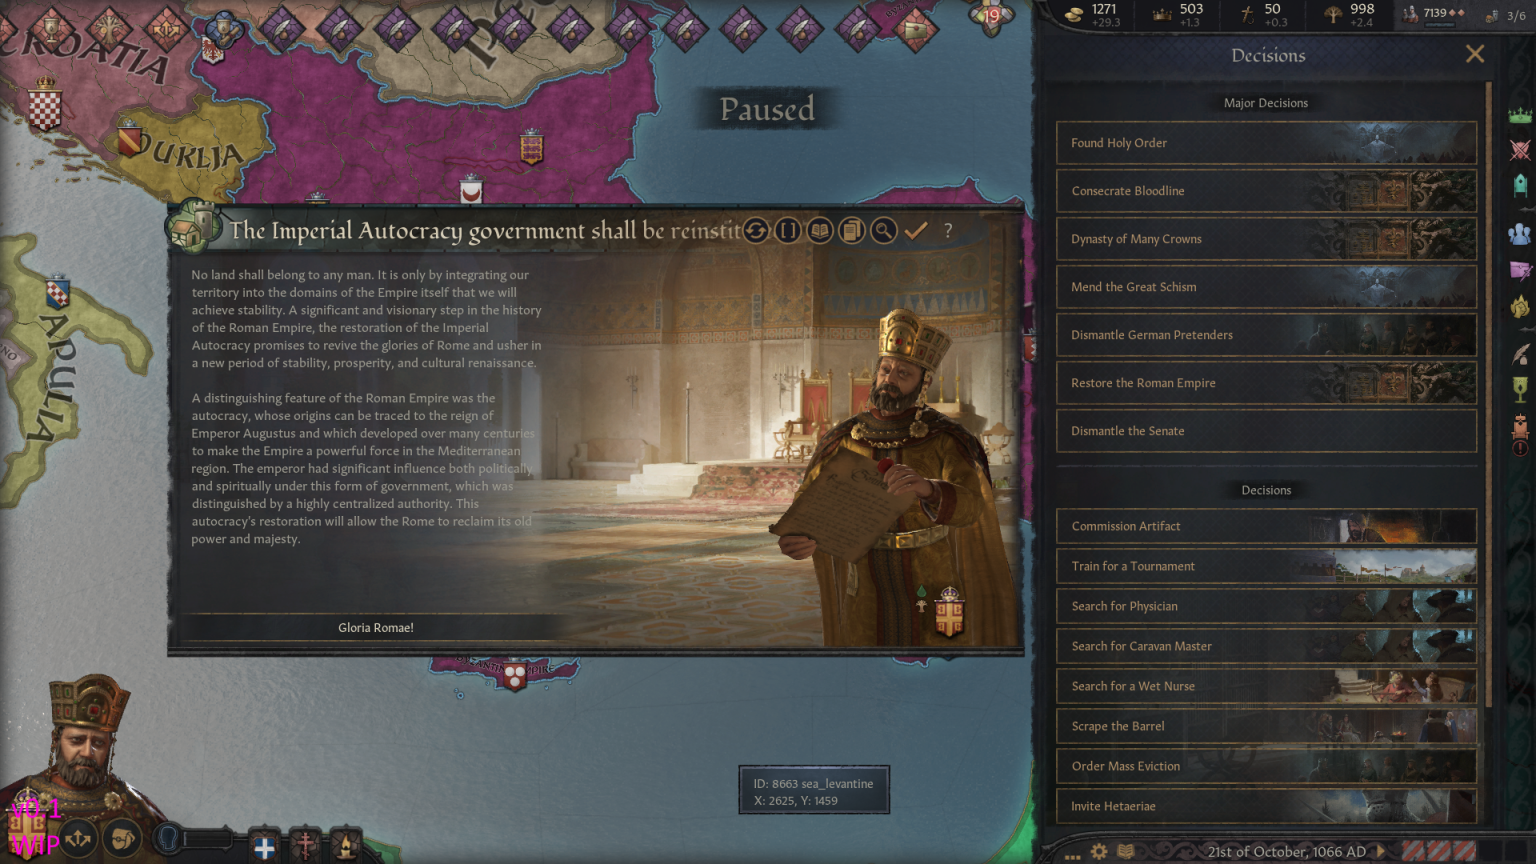 1271
+29.3
503
+1.3
50
+0.3
998
+2.4
7139
3/6
19
CROATIA
Paused
DUKLJA
APULIA
Decisions
Major Decisions
Found Holy Order
Consecrate Bloodline
Dynasty of Many Crowns
Mend the Great Schism
Dismantle German Pretenders
Restore the Roman Empire
Dismantle the Senate
Decisions
Commission Artifact
Train for a Tournament
Search for Physician
Search for Caravan Master
Search for a Wet Nurse
Scrape the Barrel
Order Mass Eviction
Invite Hetaeriae
The Imperial Autocracy government shall be reinstit
?
No land shall belong to any man. It is only by integrating our
territory into the domains of the Empire itself that we will
achieve stability. A significant and visionary step in the history
of the Roman Empire, the restoration of the Imperial
Autocracy promises to revive the glories of Rome and usher in
a new period of stability, prosperity, and cultural renaissance.
A distinguishing feature of the Roman Empire was the
autocracy, whose origins can be traced to the reign of
Emperor Augustus and which developed over many centuries
to make the Empire a powerful force in the Mediterranean
region. The emperor had significant influence both politically
and spiritually under this form of government, which was
distinguished by a highly centralized authority. This
autocracy's restoration will allow the Rome to reclaim its old
power and majesty.
Gloria Romae!
ID: 8663 sea_levantine
X: 2625, Y: 1459
v0.1
WIP
21st of October, 1066 AD